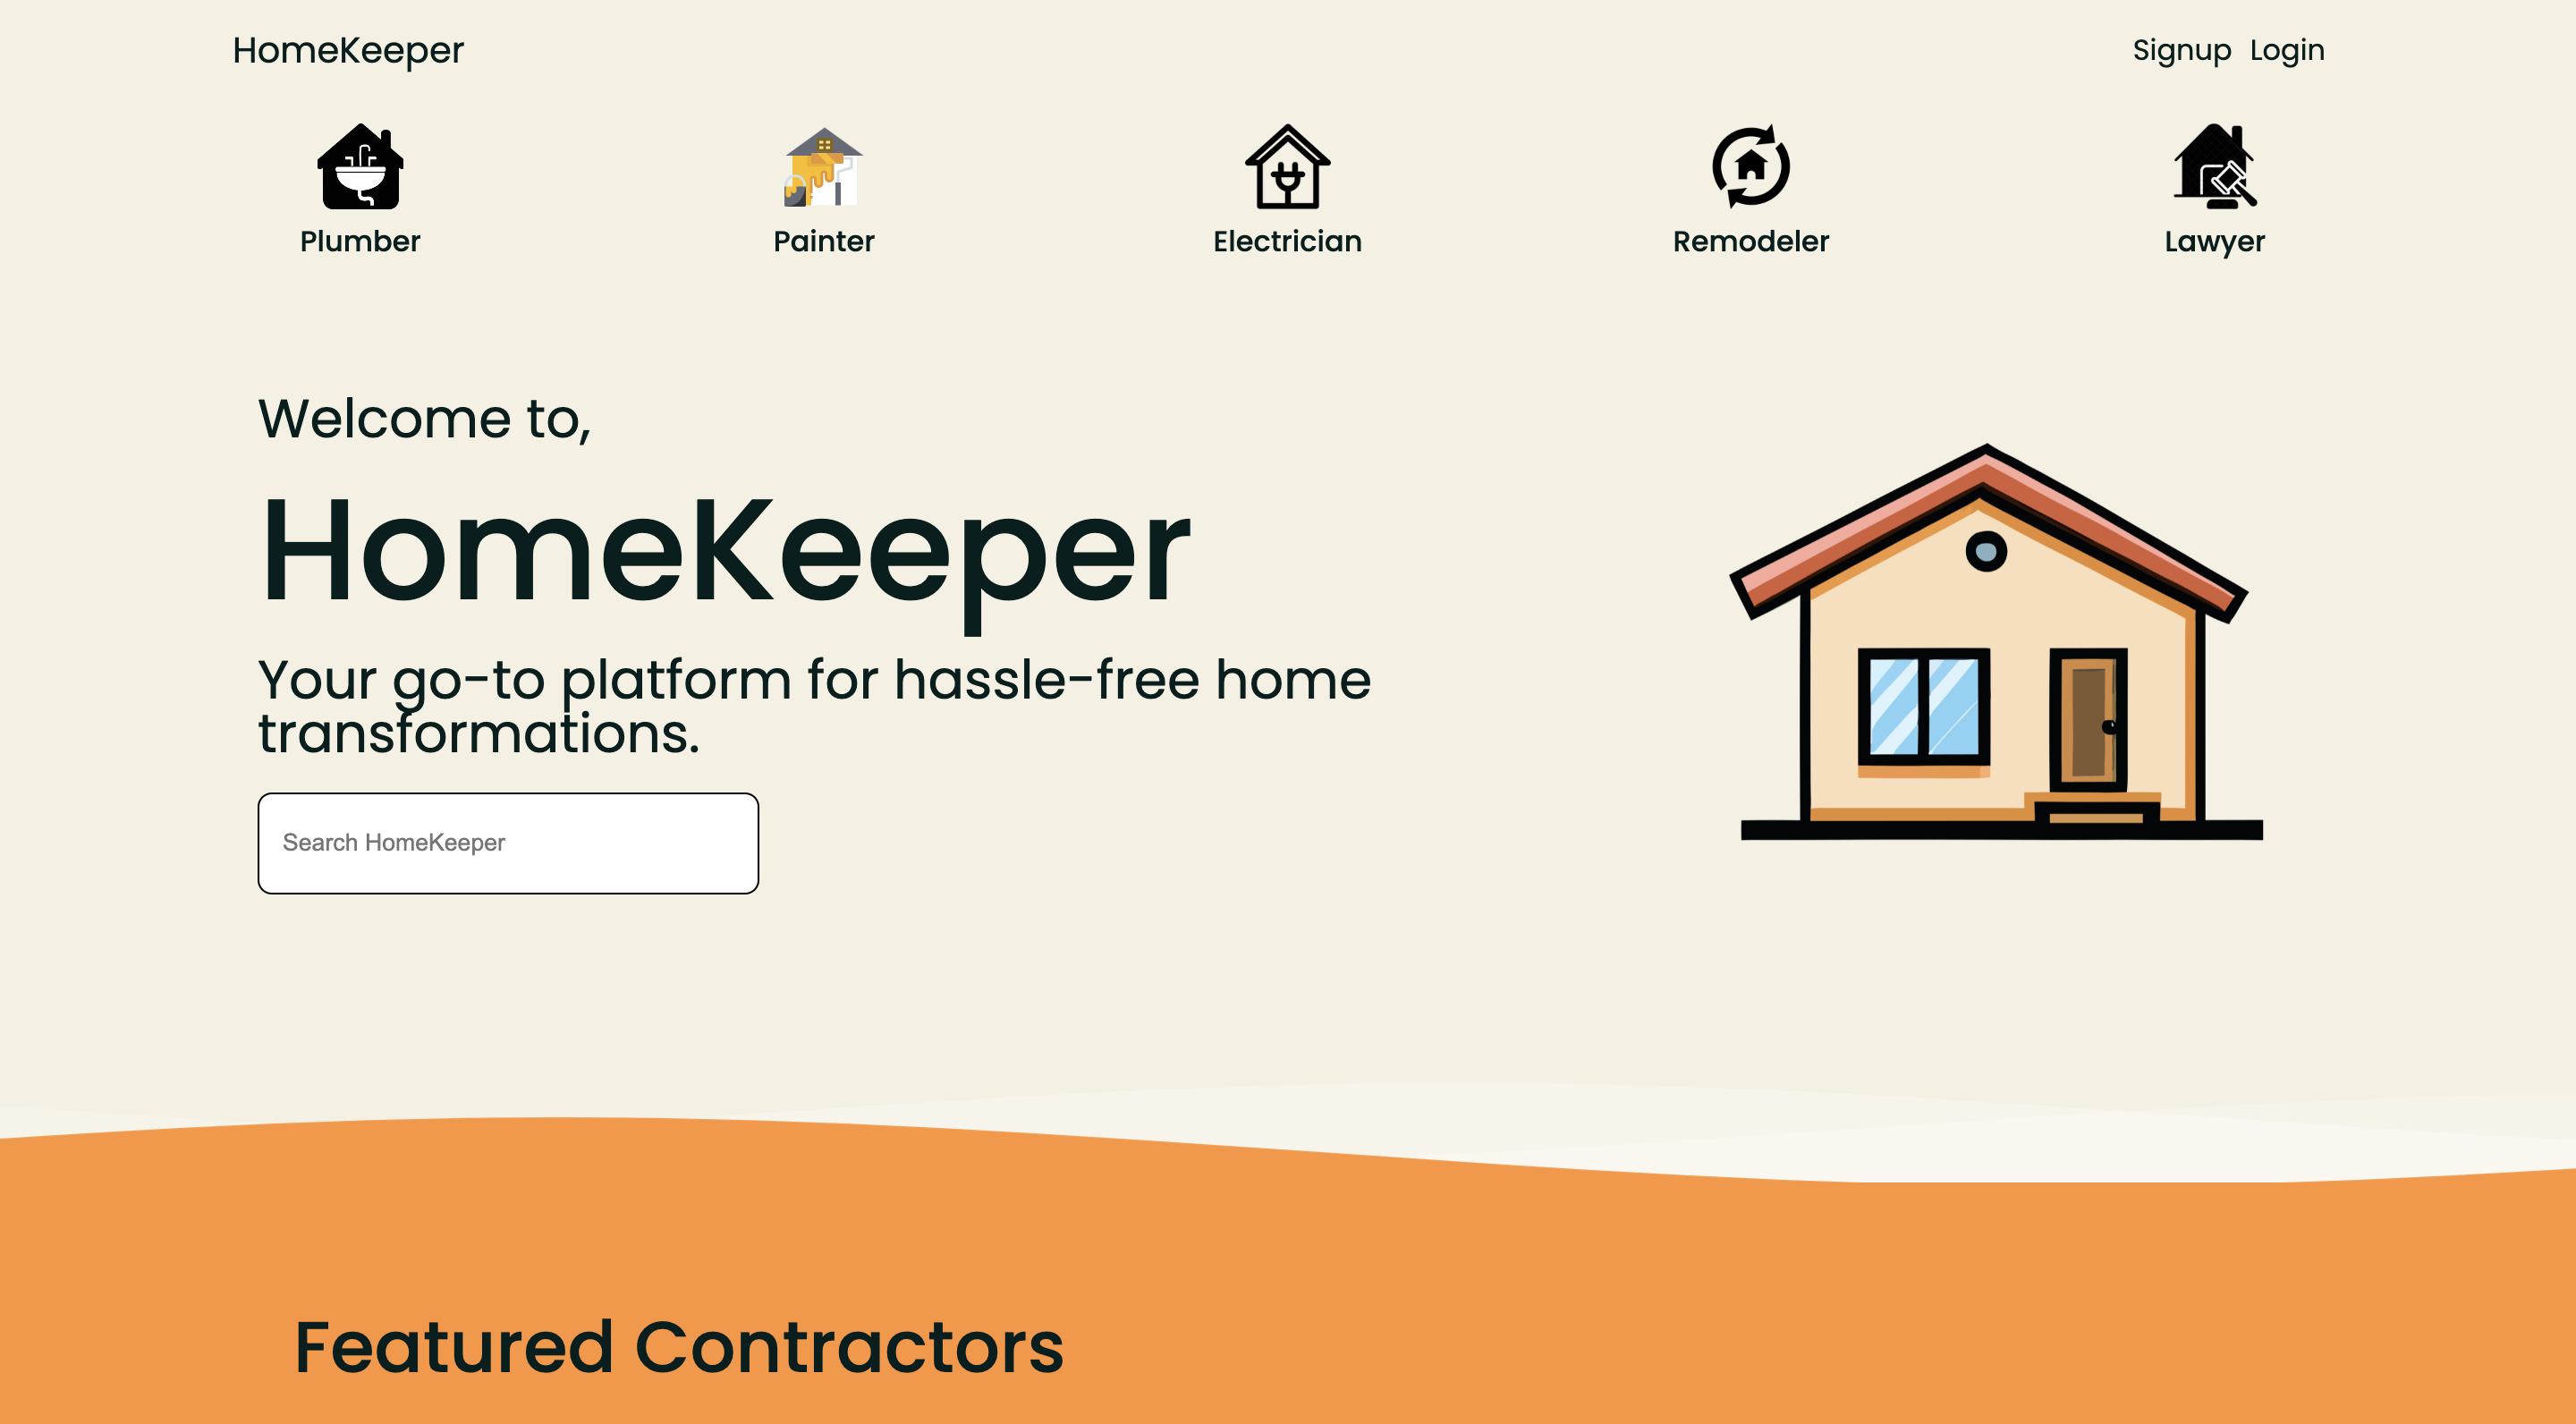 HomeKeeper
Signup Login
Plumber
Painter
Electrician
Remodeler
Lawyer
Welcome to,
HomeKeeper
Your go-to platform for hassle-free home
transformations.
Search HomeKeeper
Featured Contractors